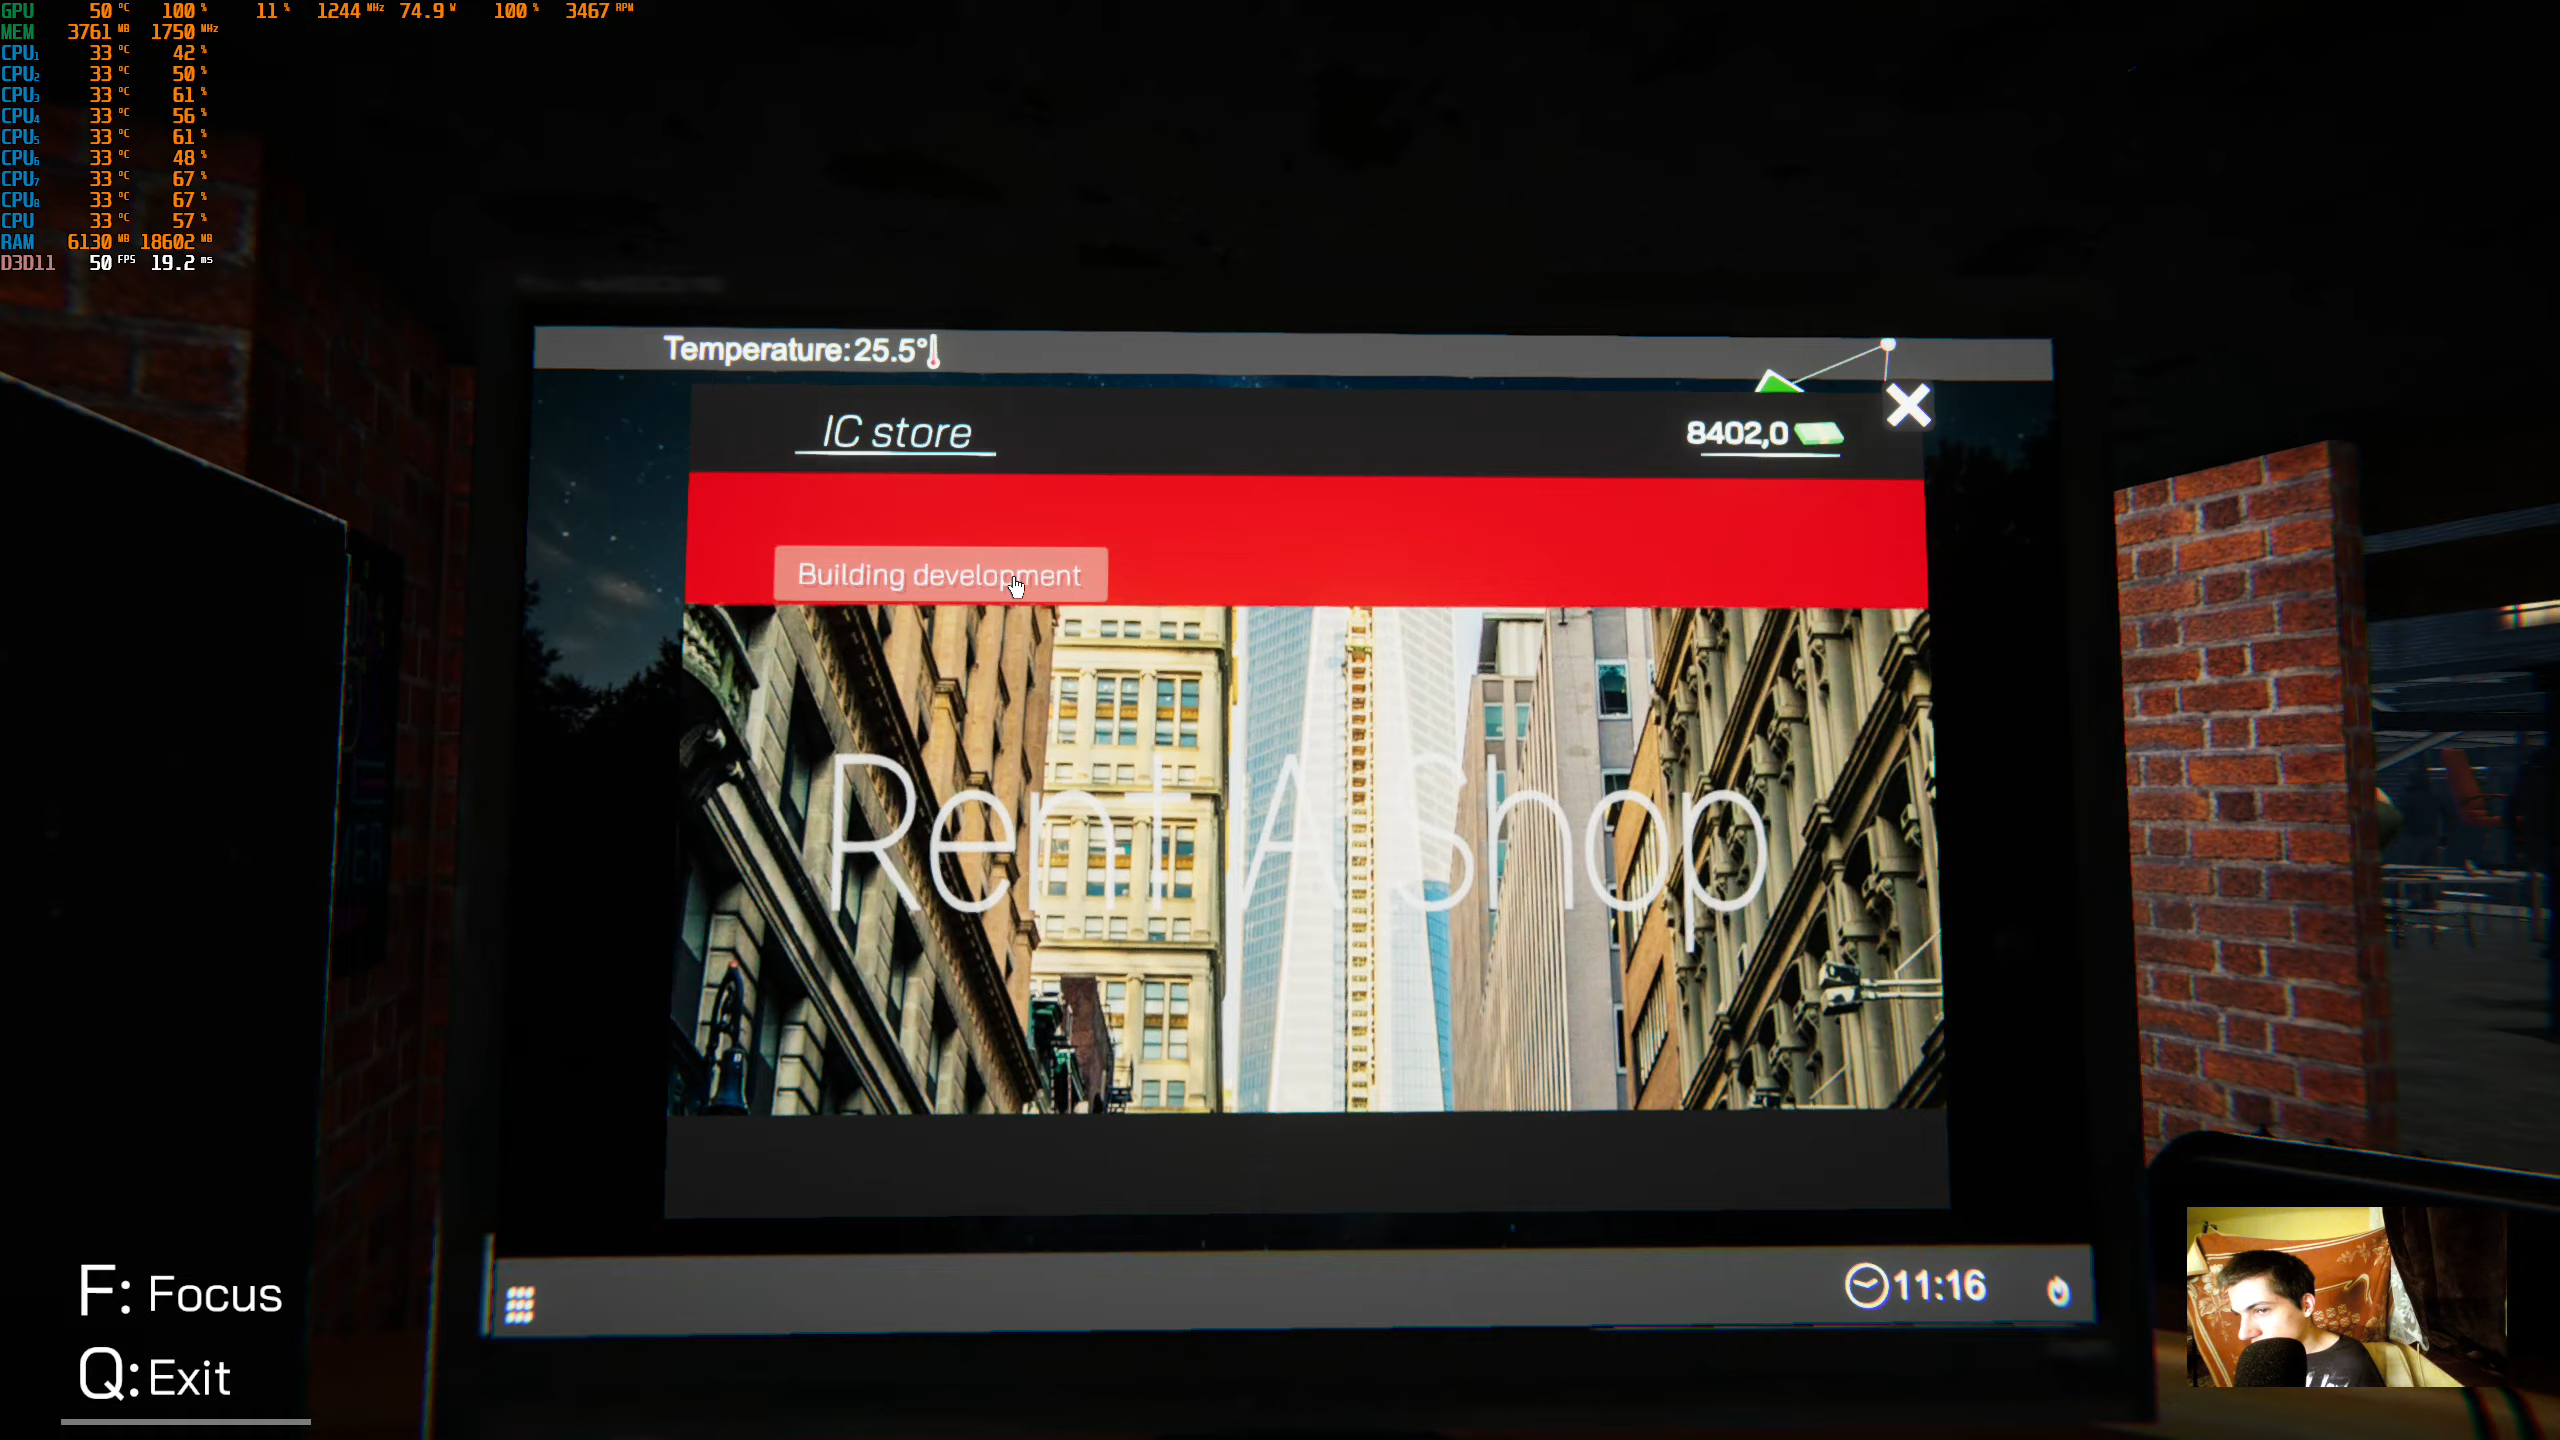 GPU 50 °C 100 % 11 % 1244 MHz 74.9 W 100 % 3467 RPM
MEM 3761 MB 1750 MHz
CPU1 33 °C 42 %
CPU2 33 °C 50 %
CPU3 33 °C 61 %
CPU4 33 °C 56 %
CPU5 33 °C 61 %
CPU6 33 °C 48 %
CPU7 33 °C 67 %
CPU8 33 °C 67 %
CPU 33 °C 57 %
RAM 6130 MB 18602 MB
D3D11 50 FPS 19.2 ms
Temperature: 25.5°
IC store
8402,0
Building development
Rent A Shop
11:16
F: Focus
Q: Exit